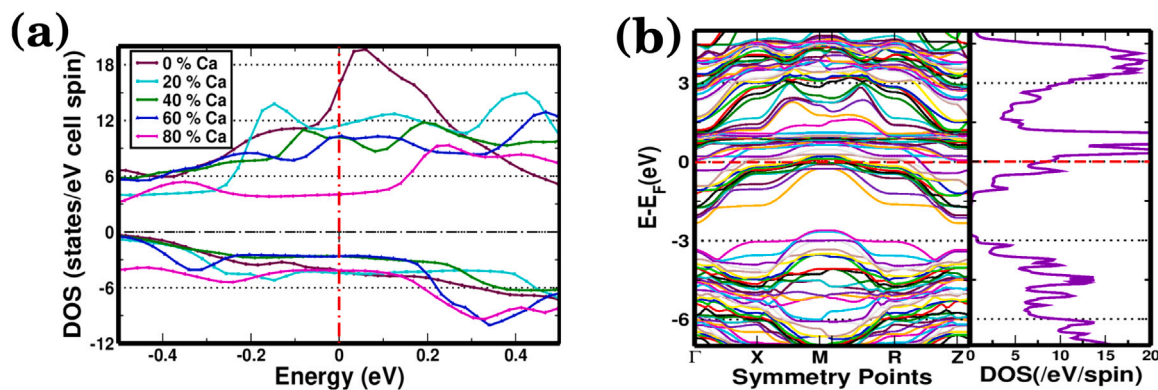 (a)
DOS (states/eV cell spin)
18
12
6
0
-6
-12
0 % Ca
20 % Ca
40 % Ca
60 % Ca
80 % Ca
-0.4 -0.2 0 0.2 0.4
Energy (eV)
(b)
E-E_F(eV)
3
0
-3
-6
Γ X M R Z
Symmetry Points
0 5 10 15 20
DOS(/eV/spin)